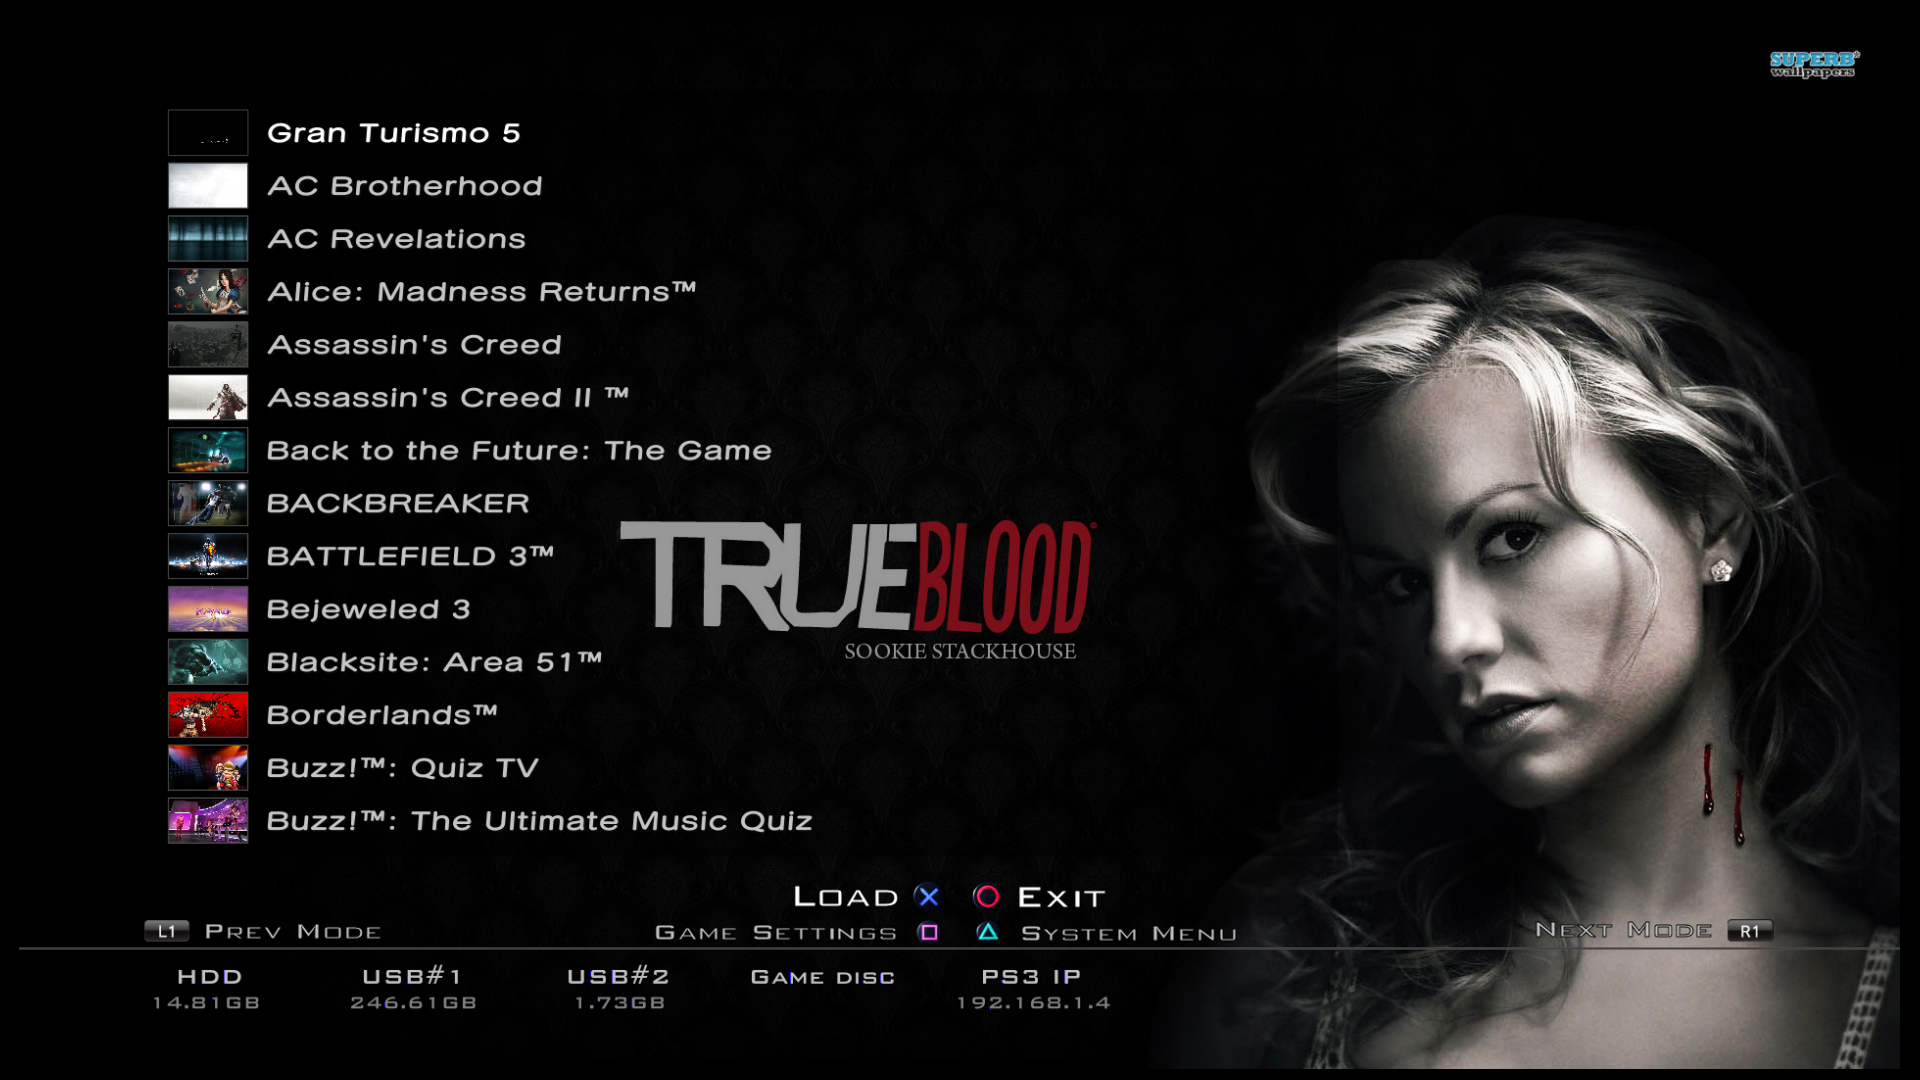 SUPERB
wallpapers
Gran Turismo 5
AC Brotherhood
AC Revelations
Alice: Madness Returns™
Assassin's Creed
Assassin's Creed II ™
Back to the Future: The Game
BACKBREAKER
BATTLEFIELD 3™
Bejeweled 3
Blacksite: Area 51™
Borderlands™
Buzz!™: Quiz TV
Buzz!™: The Ultimate Music Quiz
TRUE BLOOD
SOOKIE STACKHOUSE
LOAD EXIT
L1 PREV MODE GAME SETTINGS SYSTEM MENU NEXT MODE R1
HDD USB#1 USB#2 GAME DISC PS3 IP
14.81GB 246.61GB 1.73GB 192.168.1.4